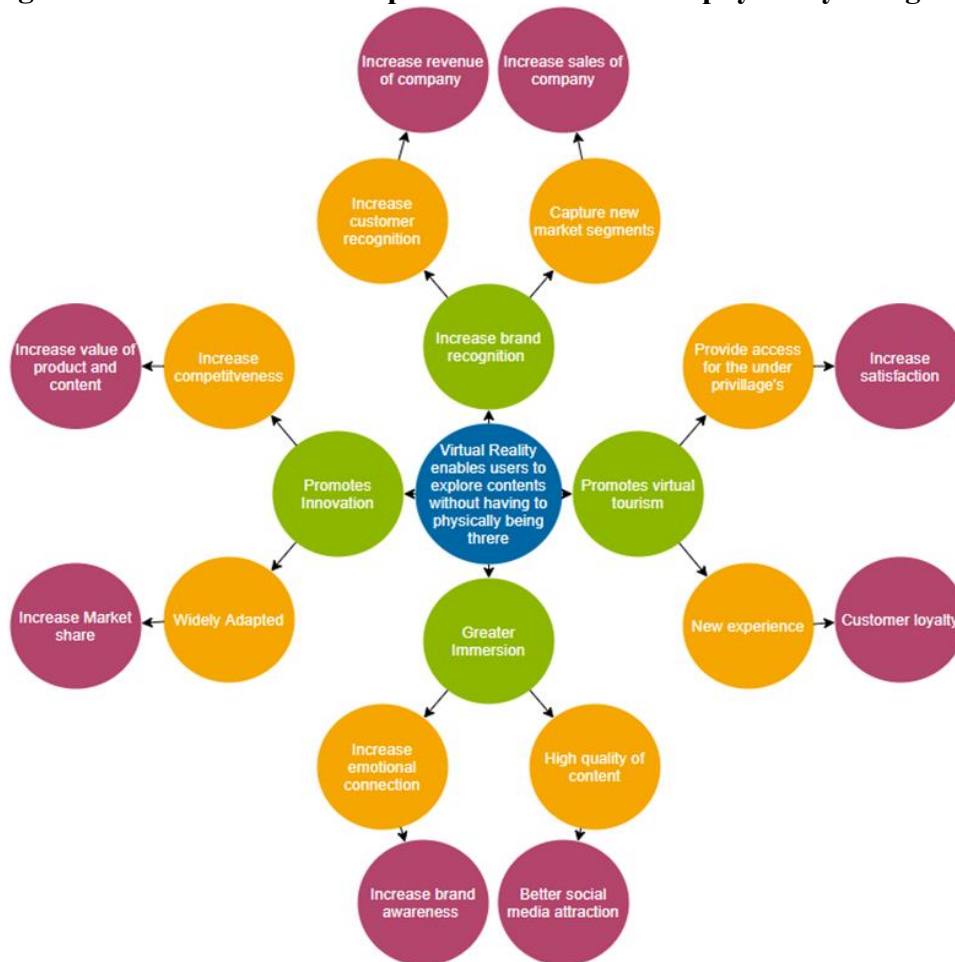 Increase revenue
of company
Increase sales of
company
Increase
customer
recognition
Capture new
market segments
Increase brand
recognition
Increase value of
product and
content
Increase
competitveness
Provide access
for the under
privillage's
Increase
satisfaction
Promotes
Innovation
Virtual Reality
enables users to
explore contents
without having to
physically being
threre
Promotes virtual
tourism
Increase Market
share
Widely Adapted
Greater
Immersion
New experience
Customer loyalty
Increase
emotional
connection
High quality of
content
Increase brand
awareness
Better social
media attraction